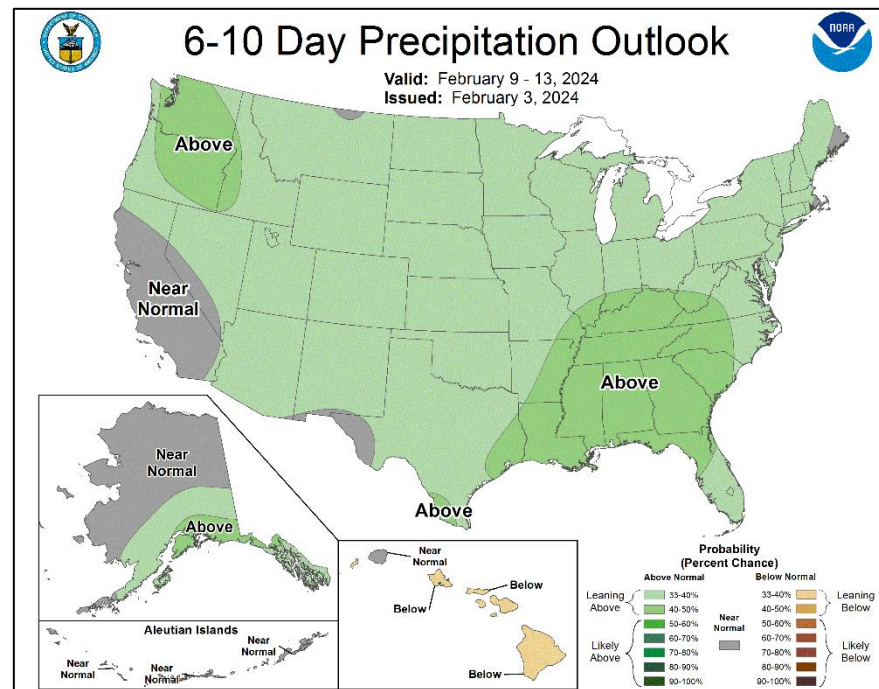 6-10 Day Precipitation Outlook
Valid: February 9 - 13, 2024
Issued: February 3, 2024
NOAA
Above
Near
Normal
Above
Above
Near
Normal
Above
Aleutian Islands
Near
Normal
Near
Normal
Near
Normal
Near
Normal
Below
Below
Below
Probability
(Percent Chance)
Above Normal
Below Normal
Leaning
Above
33-40%
40-50%
Likely
Above
50-60%
60-70%
70-80%
80-90%
90-100%
Near
Normal
33-40%
40-50%
Leaning
Below
50-60%
60-70%
70-80%
80-90%
90-100%
Likely
Below